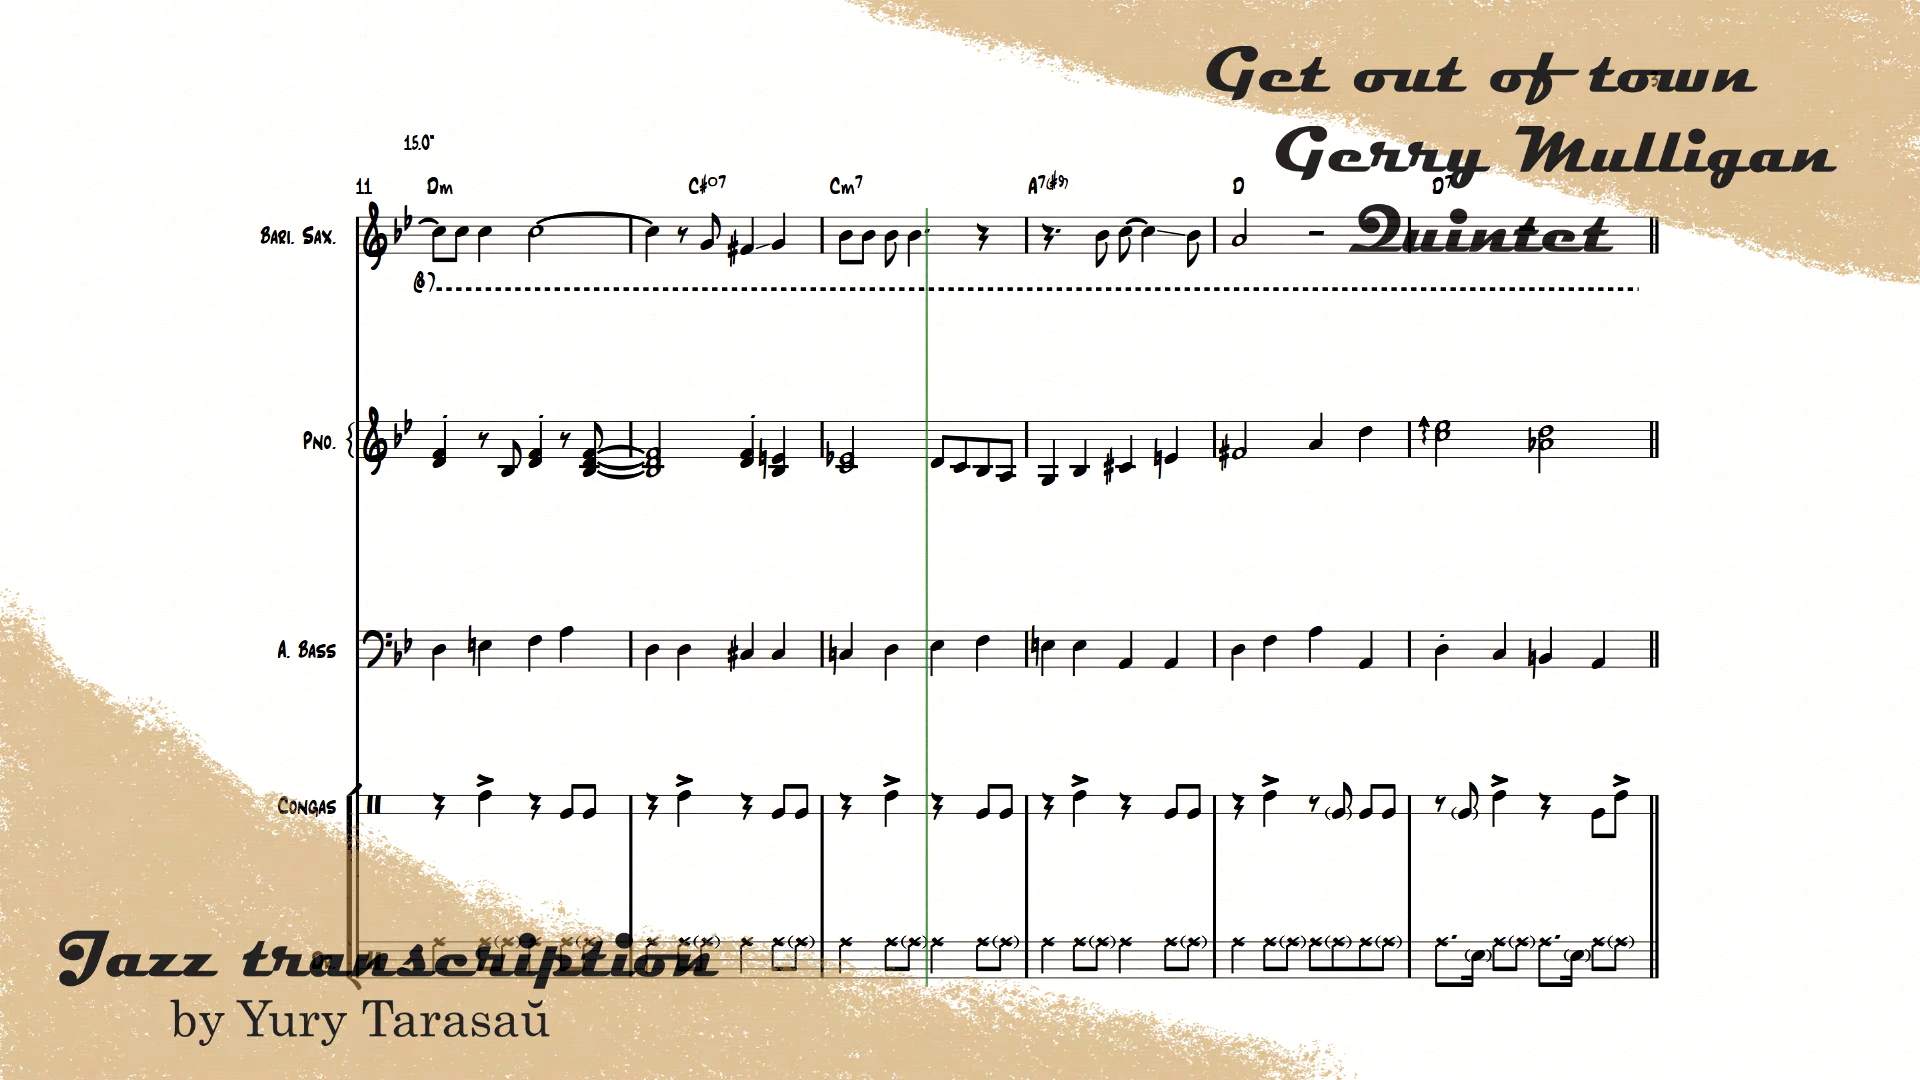 Get out of town
Gerry Mulligan
Quintet
15.0"
11 Dm C#o7 Cm7 A7(#9) D D7
Bari. Sax.
(8)
Pno.
A. Bass
Congas
Jazz transcription
by Yury Tarasaŭ